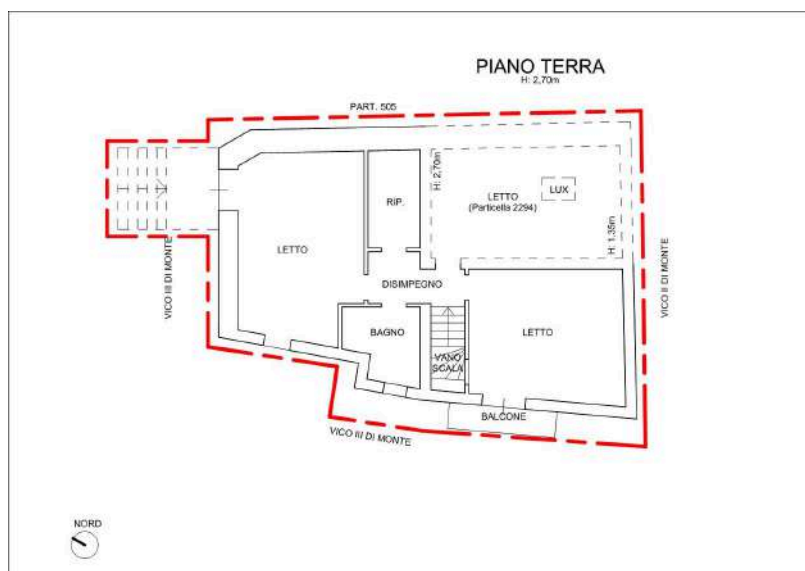 PIANO TERRA
H: 2,70m
PART. 505
VICO III DI MONTE
LETTO
RIP.
H: 2,70m
LETTO
(Particella 2294)
LUX
H: 1,35m
VICO II DI MONTE
DISIMPEGNO
BAGNO
VANO
SCALA
LETTO
BALCONE
VICO III DI MONTE
NORD